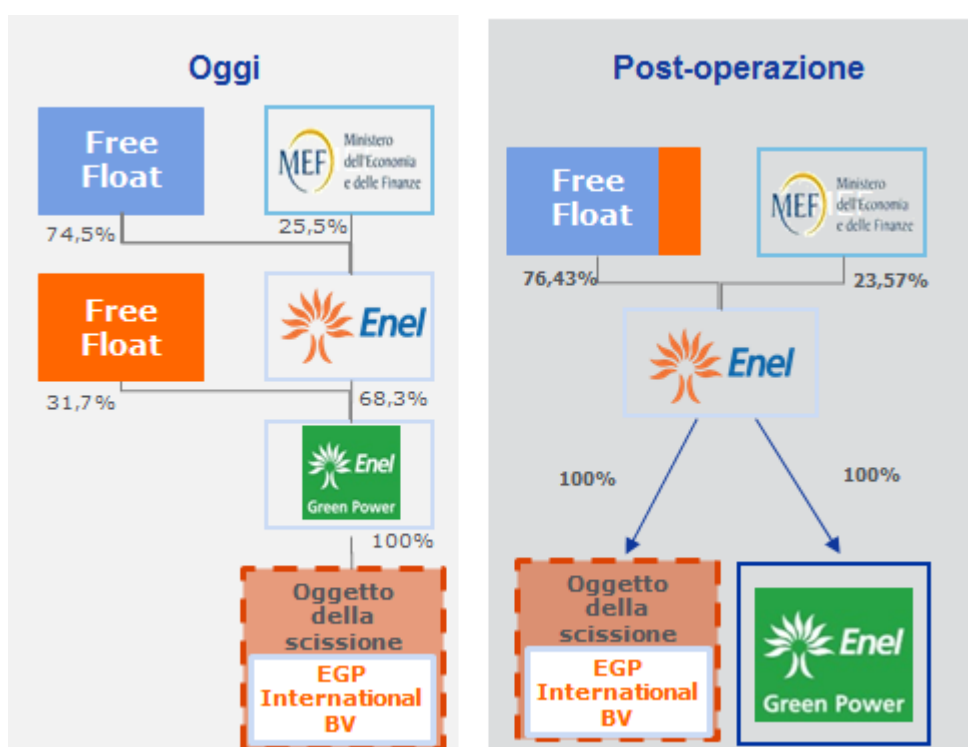 Oggi
Free
Float
MEF
Ministero
dell'Economia
e delle Finanze
74,5%
25,5%
Free
Float
Enel
31,7%
68,3%
Enel
Green Power
100%
Oggetto
della
scissione
EGP
International
BV
Post-operazione
Free
Float
MEF
Ministero
dell'Economia
e delle Finanze
76,43%
23,57%
Enel
100%
100%
Oggetto
della
scissione
EGP
International
BV
Enel
Green Power